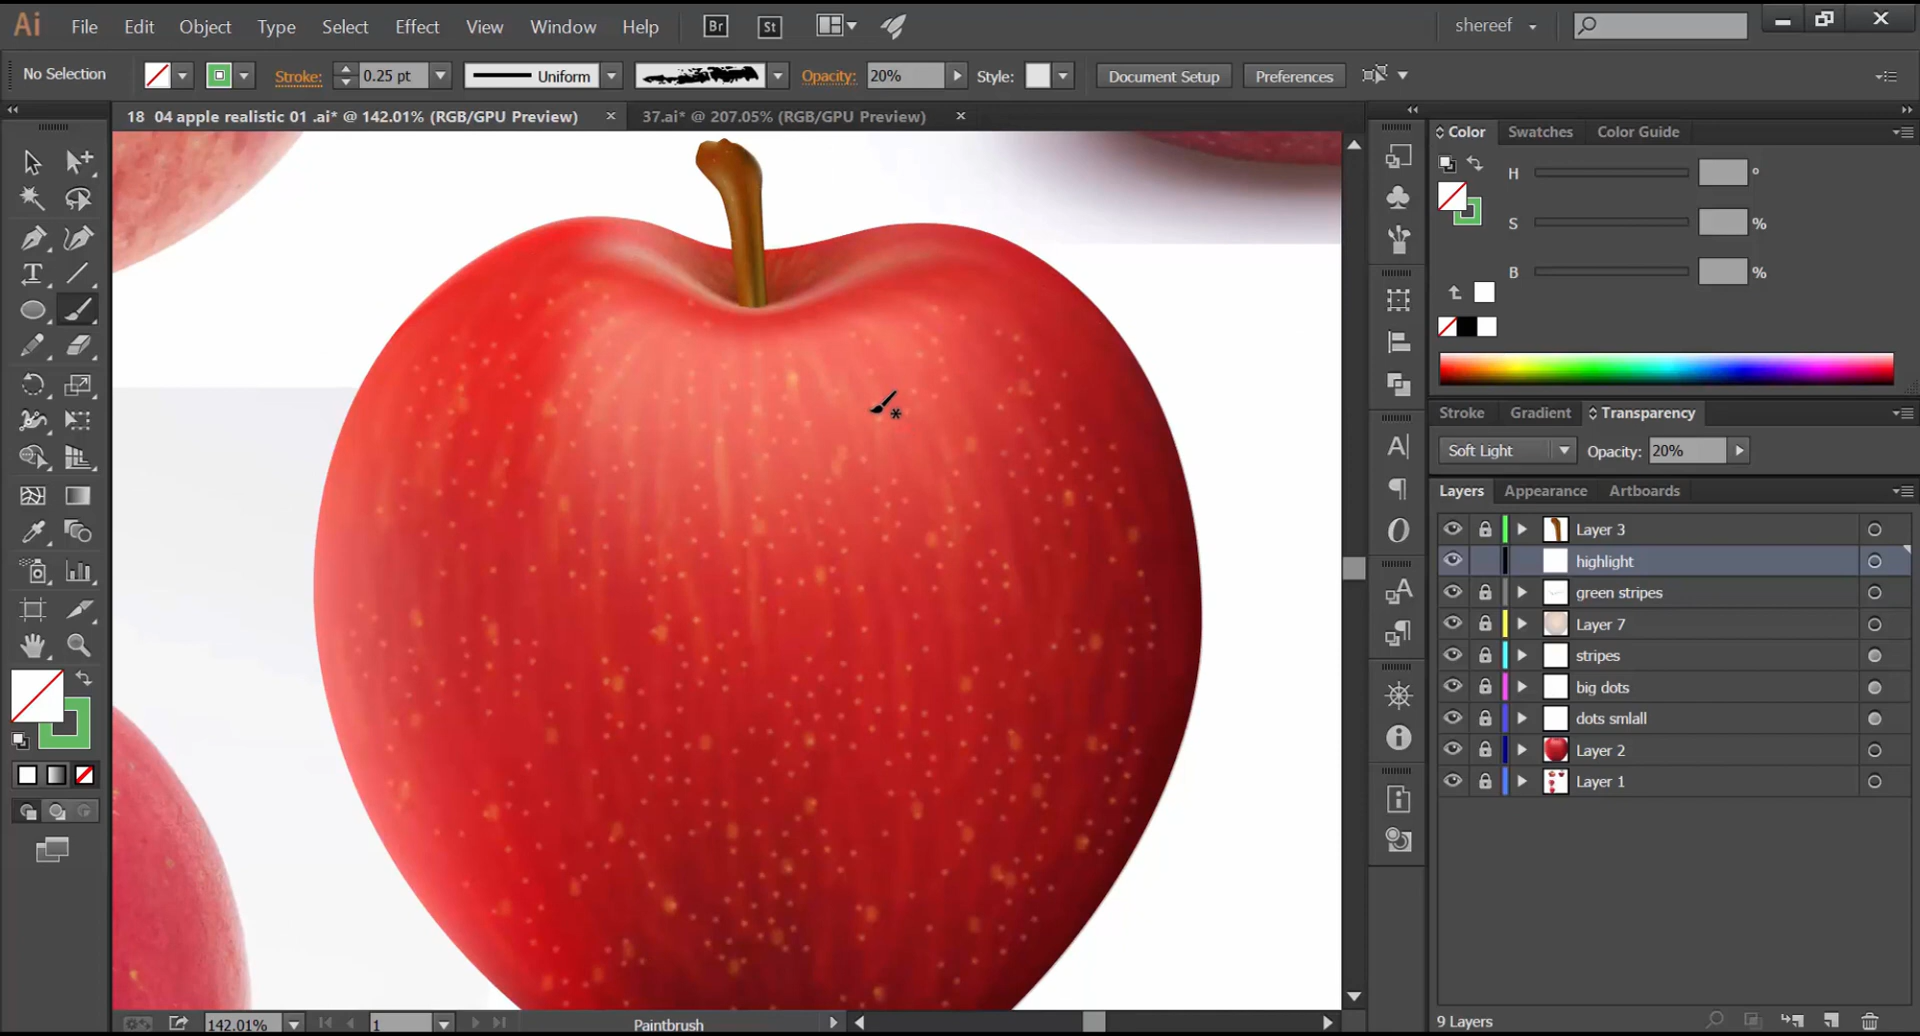 Ai File Edit Object Select Type Effect View Window Help Br St shereef
No Selection Stroke: 0.25 pt Uniform Opacity: 20% Style: Document Setup Preferences
18 04 apple realistic 01 .ai* @ 142.01% (RGB/GPU Preview) × 37.ai* @ 207.05% (RGB/GPU Preview) ×
Color Swatches Color Guide
H °
S %
B %
Stroke Gradient Transparency
Soft Light Opacity: 20%
Layers Appearance Artboards
Layer 3
highlight
green stripes
Layer 7
stripes
big dots
dots smlall
Layer 2
Layer 1
142.01% 1 Paintbrush 9 Layers